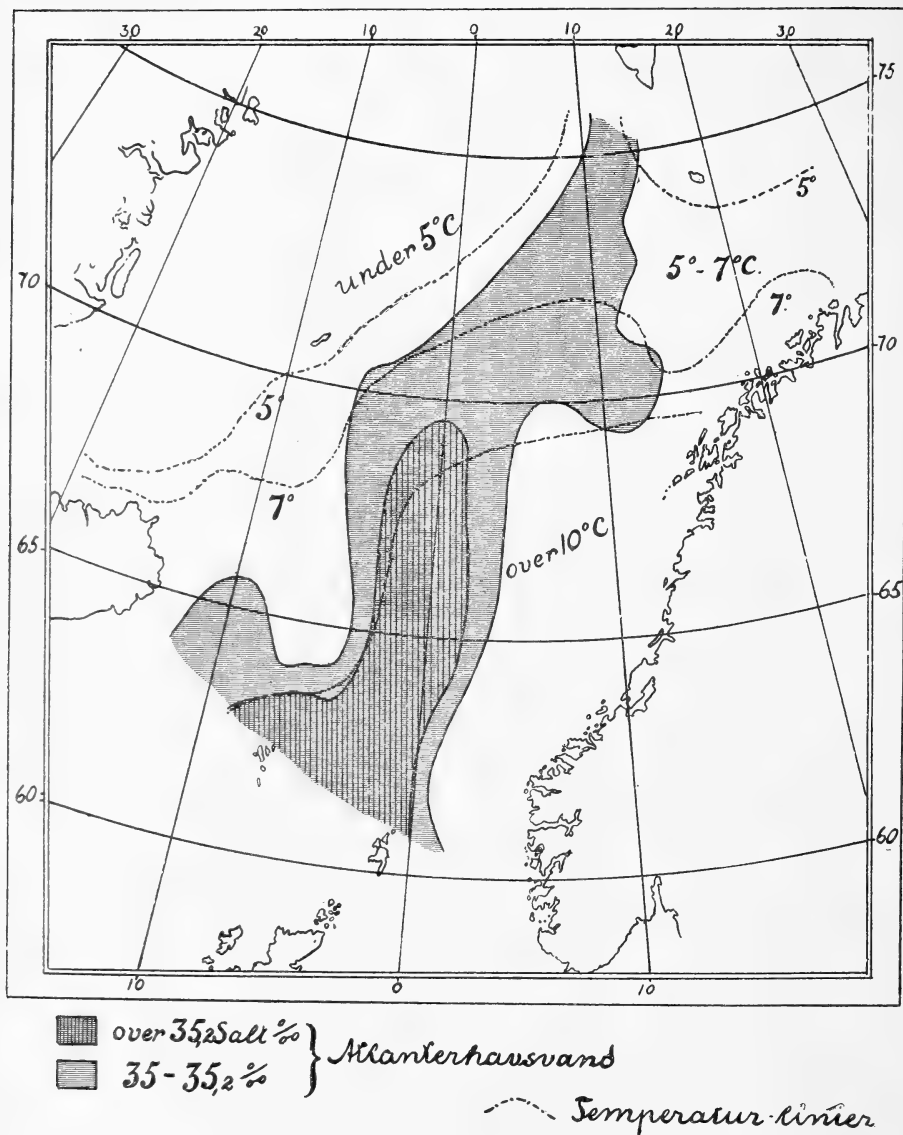 30 20 10 0 10 20 30
75
5°
under 5°C
5°-7°C.
70
7°
70
5°
7°
over 10°C
65
65
60
60
10 0 10
over 35,2 Salt ‰
35-35,2 ‰
Atlanterhavsvand
Temperatur-linier